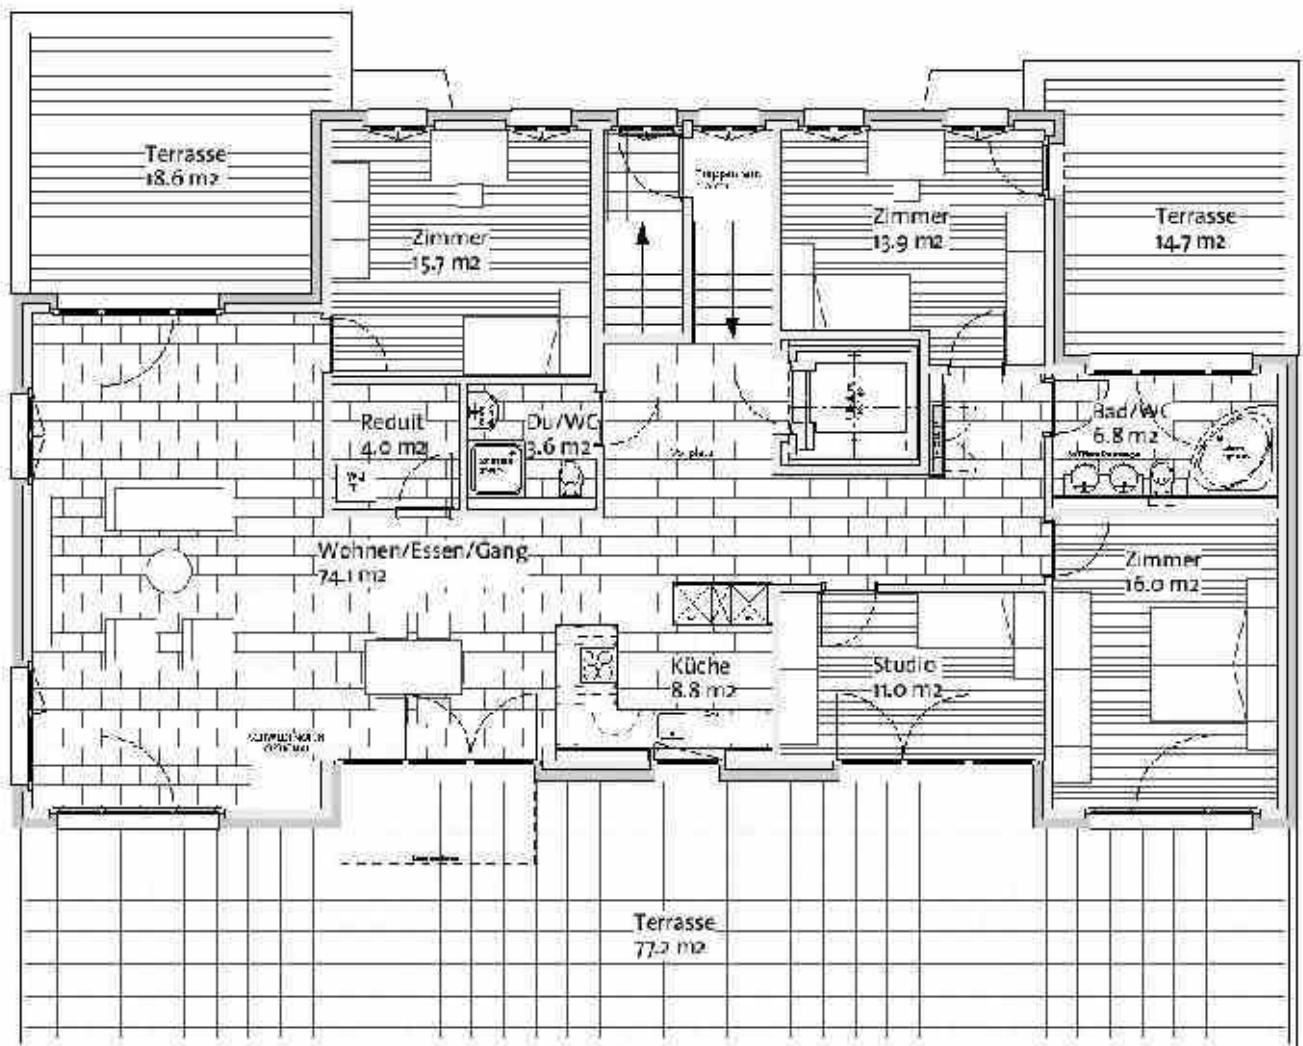 Terrasse
18.6 m2
Zimmer
15.7 m2
Zimmer
13.9 m2
Terrasse
14.7 m2
Reduit
4.0 m2
Du/WC
3.6 m2
Bad/WC
6.8 m2
Vorplatz
Wohnen/Essen/Gang
74.1 m2
Zimmer
16.0 m2
Küche
8.8 m2
Studio
11.0 m2
Terrasse
77.2 m2